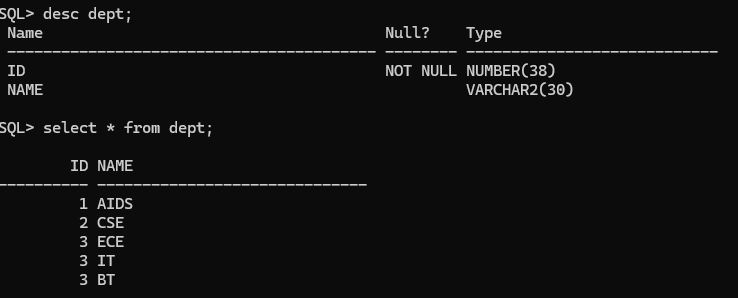 SQL> desc dept;
Name Null? Type
----------------------------------------- -------- ----------------------------
ID NOT NULL NUMBER(38)
NAME VARCHAR2(30)
SQL> select * from dept;
ID NAME
---------- ------------------------------
1 AIDS
2 CSE
3 ECE
3 IT
3 BT